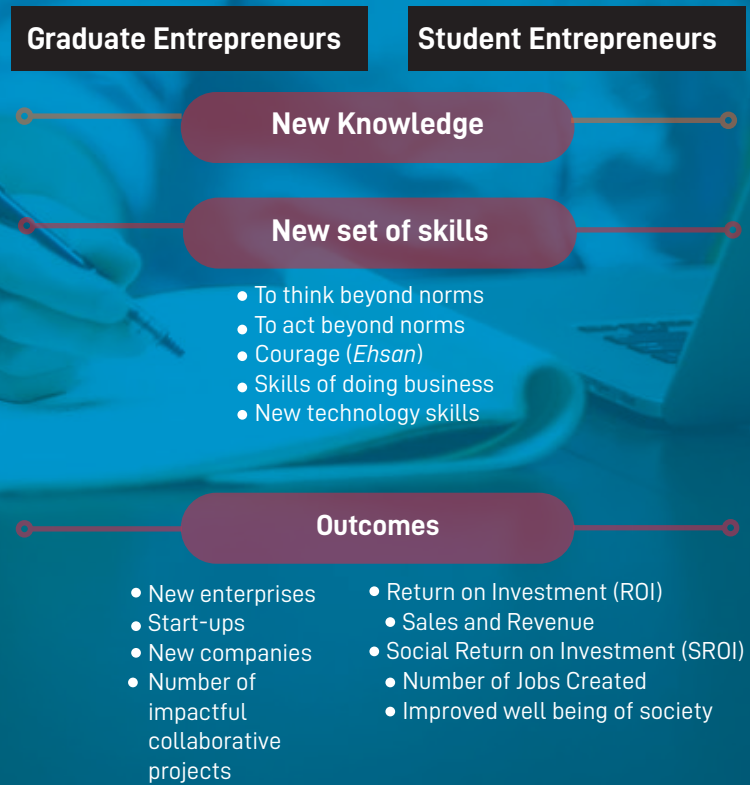 Graduate Entrepreneurs
Student Entrepreneurs
New Knowledge
New set of skills
• To think beyond norms
• To act beyond norms
• Courage (Ehsan)
• Skills of doing business
• New technology skills
Outcomes
• New enterprises
• Start-ups
• New companies
• Number of
impactful
collaborative
projects
• Return on Investment (ROI)
• Sales and Revenue
• Social Return on Investment (SROI)
• Number of Jobs Created
• Improved well being of society